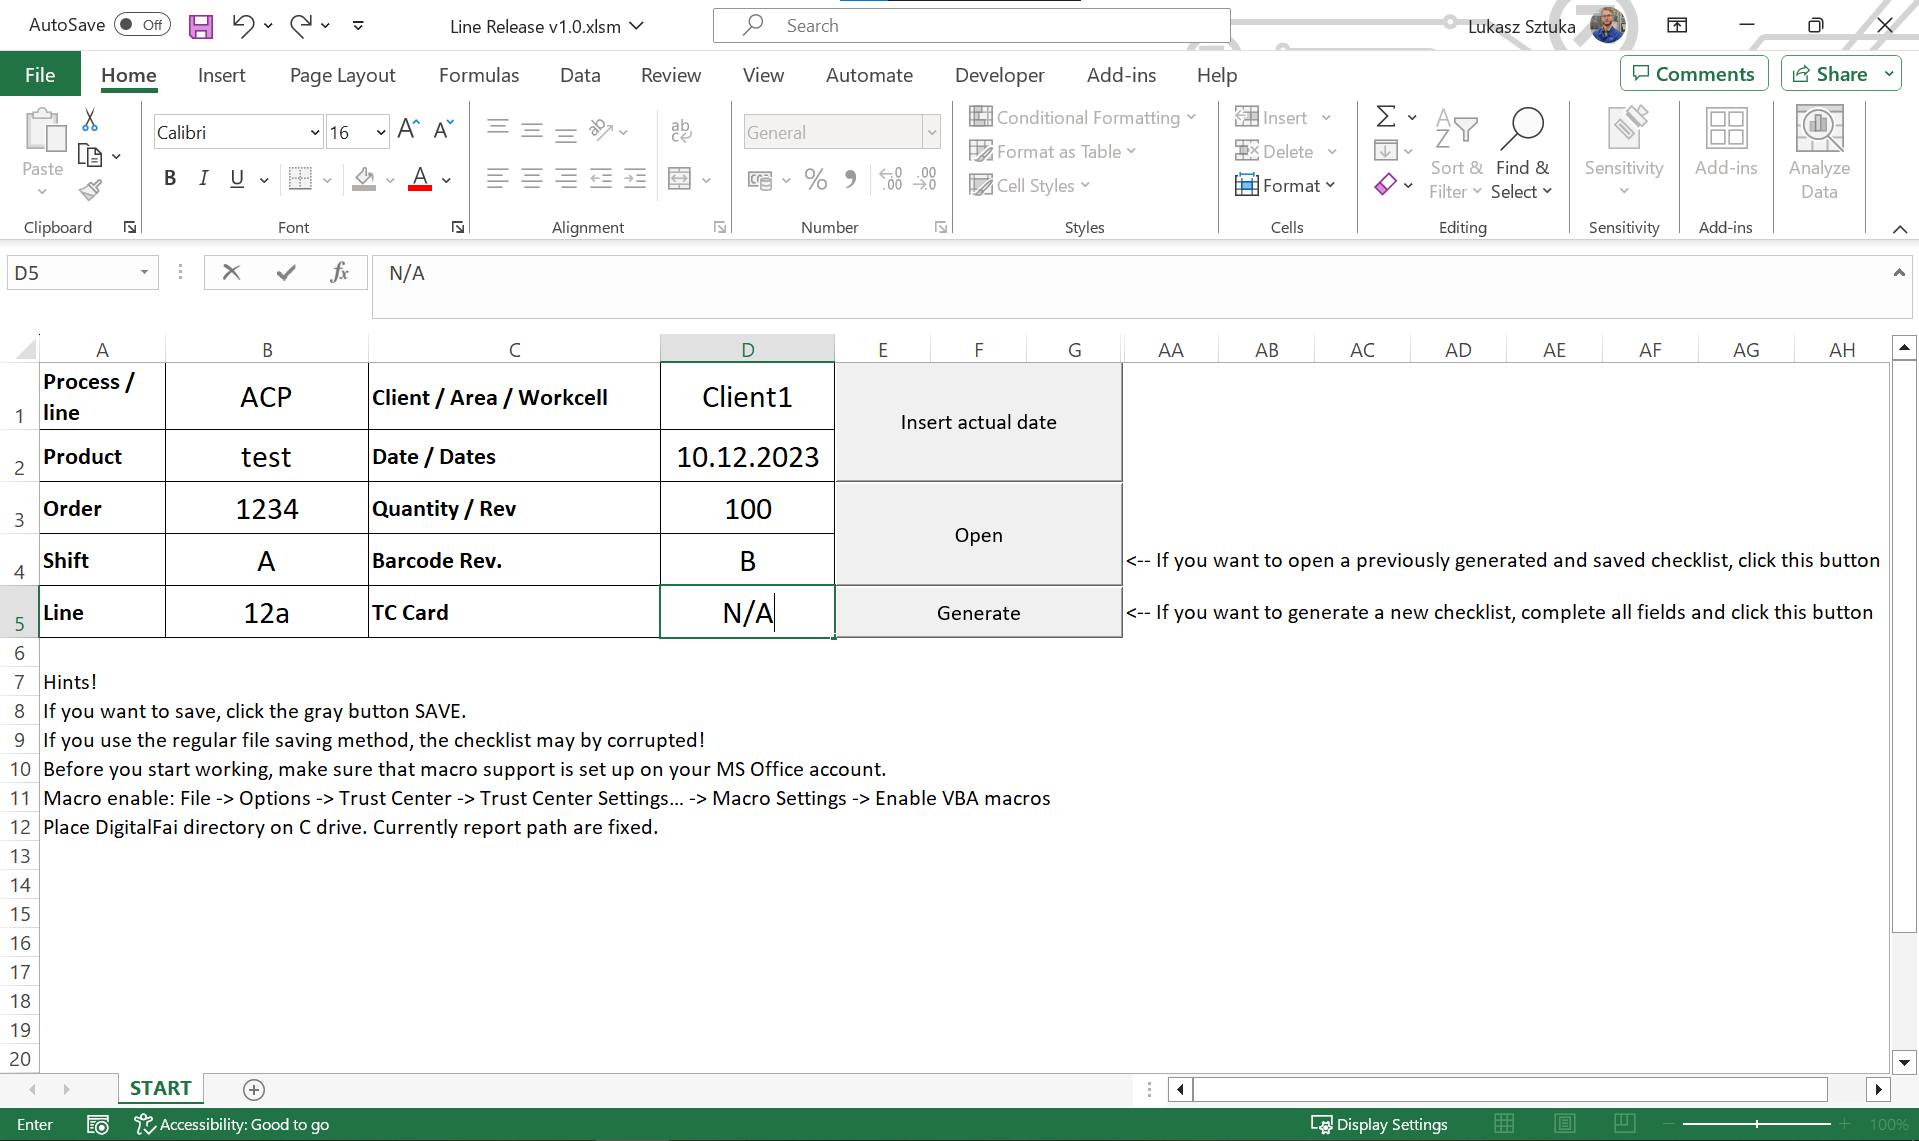 AutoSave Off Line Release v1.0.xlsm Search Lukasz Sztuka
File Home Insert Page Layout Formulas Data Review View Automate Developer Add-ins Help Comments Share
Paste Calibri 16 A A ab General Conditional Formatting Insert Sort & Filter Find & Select Sensitivity Add-ins Analyze Data
Format as Table Delete
B I U A % Cell Styles Format
Clipboard Font Alignment Number Styles Cells Editing Sensitivity Add-ins
D5 fx N/A
A B C D E F G AA AB AC AD AE AF AG AH
1 Process / line ACP Client / Area / Workcell Client1 Insert actual date
2 Product test Date / Dates 10.12.2023
3 Order 1234 Quantity / Rev 100 Open
4 Shift A Barcode Rev. B <-- If you want to open a previously generated and saved checklist, click this button
5 Line 12a TC Card N/A Generate <-- If you want to generate a new checklist, complete all fields and click this button
6
7 Hints!
8 If you want to save, click the gray button SAVE.
9 If you use the regular file saving method, the checklist may by corrupted!
10 Before you start working, make sure that macro support is set up on your MS Office account.
11 Macro enable: File -> Options -> Trust Center -> Trust Center Settings... -> Macro Settings -> Enable VBA macros
12 Place DigitalFai directory on C drive. Currently report path are fixed.
13
14
15
16
17
18
19
20
START
Enter Accessibility: Good to go Display Settings 100%